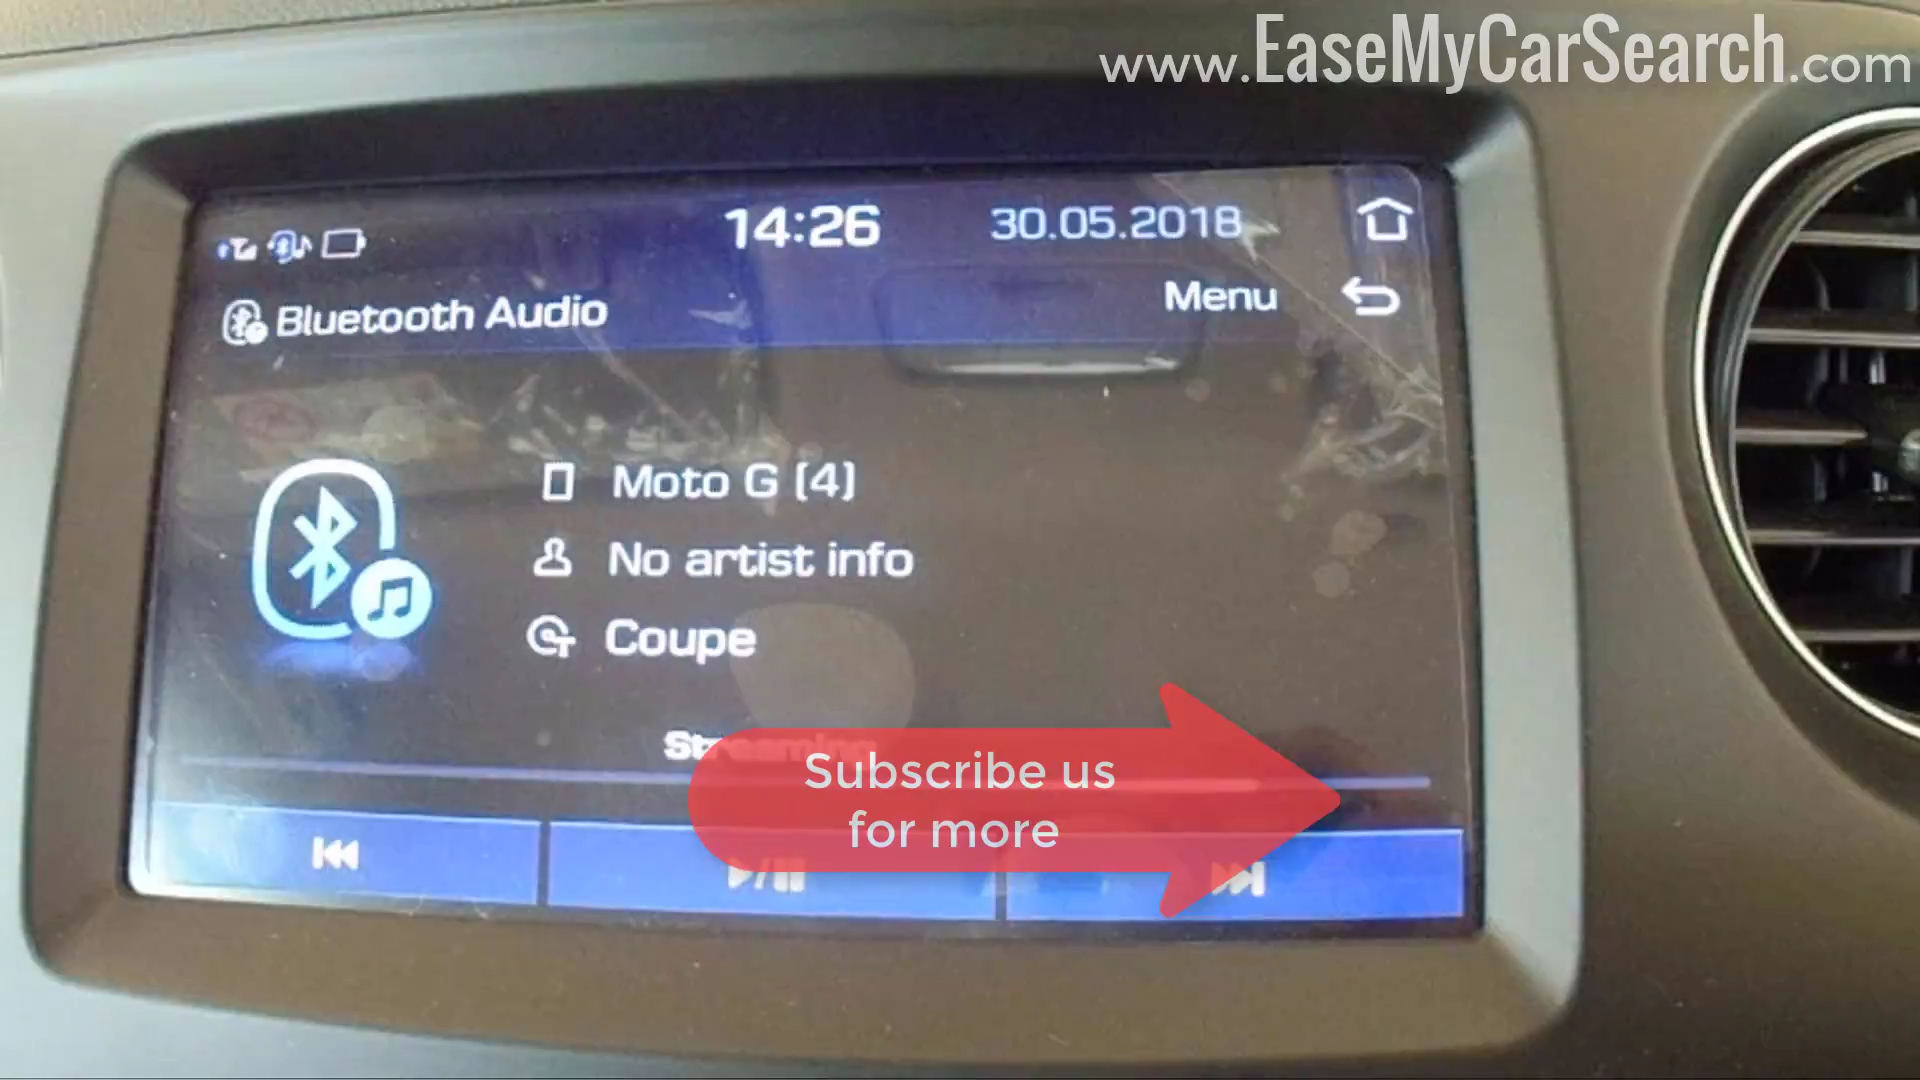 www.EaseMyCarSearch.com
14:26 30.05.2018
Bluetooth Audio Menu
Moto G (4)
No artist info
Coupe
Streaming
Subscribe us
for more